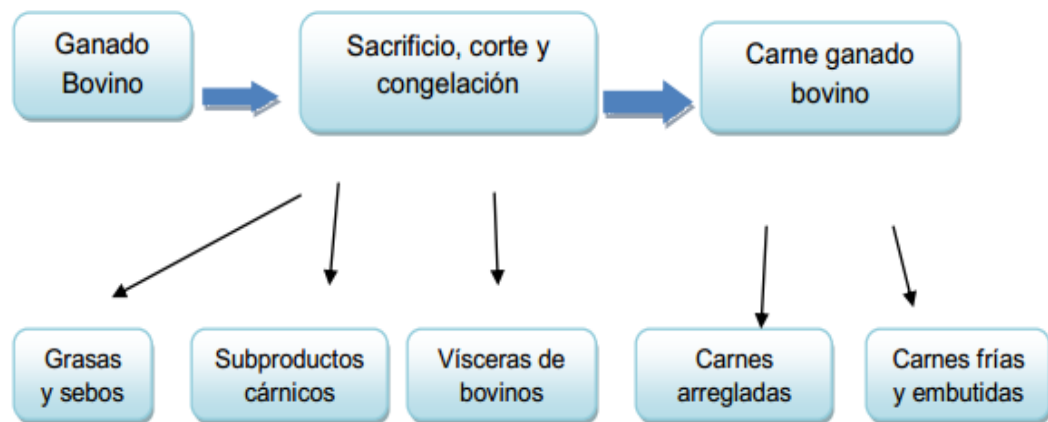 Ganado
Bovino
Sacrificio, corte y
congelación
Carne ganado
bovino
Grasas
y sebos
Subproductos
cárnicos
Vísceras de
bovinos
Carnes
arregladas
Carnes frías
y embutidas